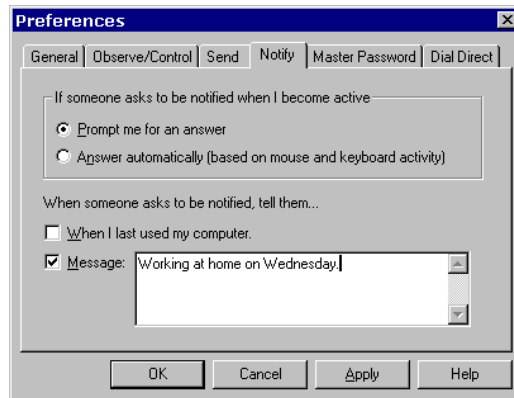 Preferences
General Observe/Control Send Notify Master Password Dial Direct
If someone asks to be notified when I become active
Prompt me for an answer
Answer automatically (based on mouse and keyboard activity)
When someone asks to be notified, tell them...
When I last used my computer.
Message: Working at home on Wednesday.
OK Cancel Apply Help